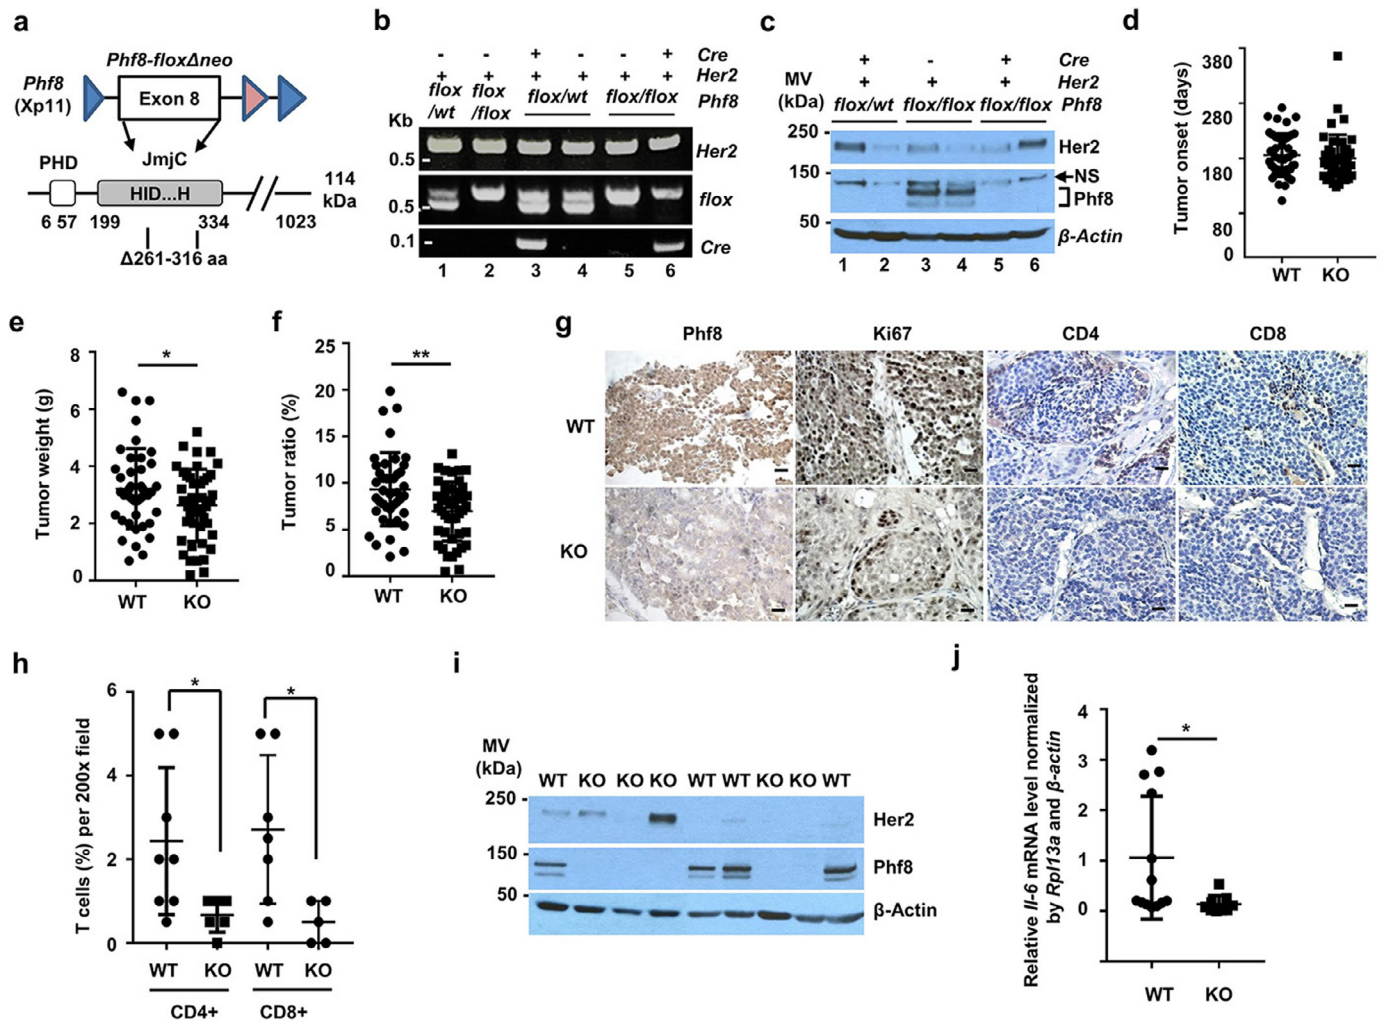 a
Phf8-floxΔneo
Phf8
(Xp11)
Exon 8
PHD
JmjC
HID...H
114
kDa
6 57 199 334 1023
Δ261-316 aa
b
- - + - - + Cre
+ + + + + + Her2
flox flox flox/wt flox/flox Phf8
/wt /flox
Kb
0.5 Her2
0.5 flox
0.1 Cre
1 2 3 4 5 6
c
+ - + Cre
MV + + + Her2
(kDa) flox/wt flox/flox flox/flox Phf8
250
Her2
150 NS
Phf8
50
β-Actin
1 2 3 4 5 6
d
Tumor onset (days)
380
280
180
80
0
WT KO
e
Tumor weight (g)
8
6
4
2
0
*
WT KO
f
Tumor ratio (%)
25
20
15
10
5
0
**
WT KO
g
Phf8 Ki67 CD4 CD8
WT
KO
h
T cells (%) per 200x field
6
4
2
0
* *
WT KO WT KO
CD4+ CD8+
i
MV
(kDa)
WT KO KO KO WT WT KO KO WT
250
Her2
150
Phf8
50
β-Actin
j
Relative Il-6 mRNA level normalized
by Rpl13a and β-actin
4
3
2
1
0
*
WT KO